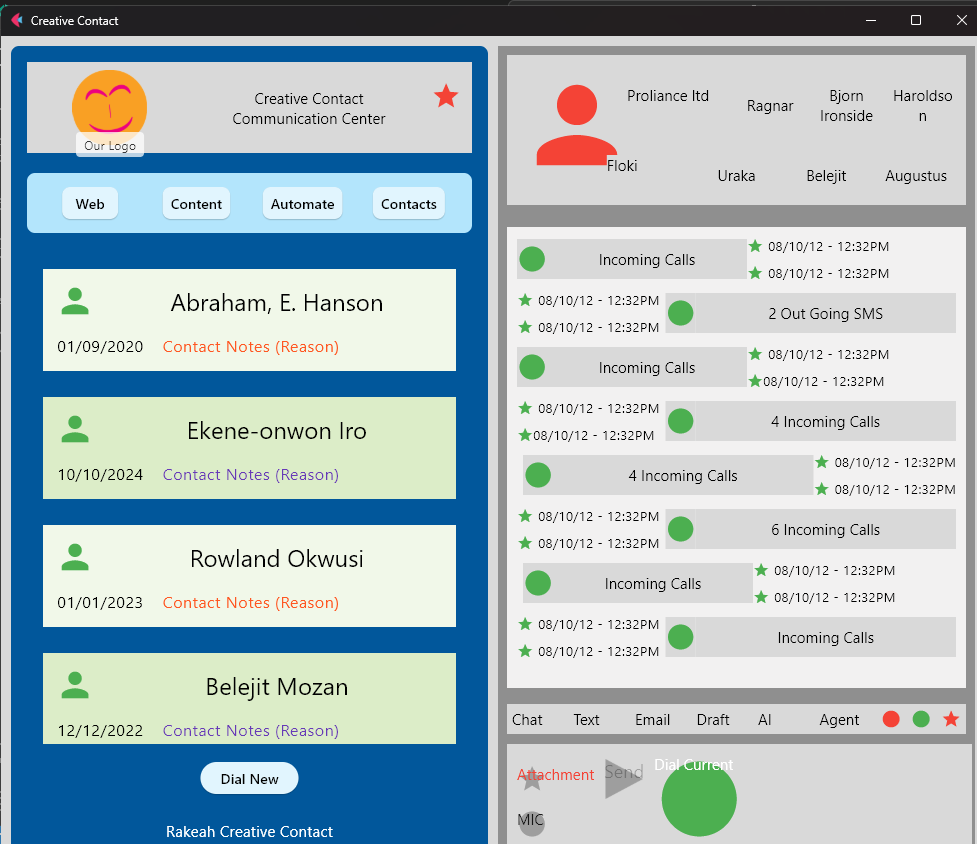 Creative Contact
Creative Contact
Communication Center
Our Logo
Web
Content
Automate
Contacts
Abraham, E. Hanson
01/09/2020
Contact Notes (Reason)
Ekene-onwon Iro
10/10/2024
Contact Notes (Reason)
Rowland Okwusi
01/01/2023
Contact Notes (Reason)
Belejit Mozan
12/12/2022
Contact Notes (Reason)
Dial New
Rakeah Creative Contact
Proliance ltd
Ragnar
Bjorn
Ironside
Haroldso
n
Floki
Uraka
Belejit
Augustus
Incoming Calls
08/10/12 - 12:32PM
08/10/12 - 12:32PM
08/10/12 - 12:32PM
08/10/12 - 12:32PM
2 Out Going SMS
Incoming Calls
08/10/12 - 12:32PM
08/10/12 - 12:32PM
08/10/12 - 12:32PM
08/10/12 - 12:32PM
4 Incoming Calls
4 Incoming Calls
08/10/12 - 12:32PM
08/10/12 - 12:32PM
08/10/12 - 12:32PM
08/10/12 - 12:32PM
6 Incoming Calls
Incoming Calls
08/10/12 - 12:32PM
08/10/12 - 12:32PM
08/10/12 - 12:32PM
08/10/12 - 12:32PM
Incoming Calls
Chat
Text
Email
Draft
AI
Agent
Attachment
Send
Dial Current
MIC